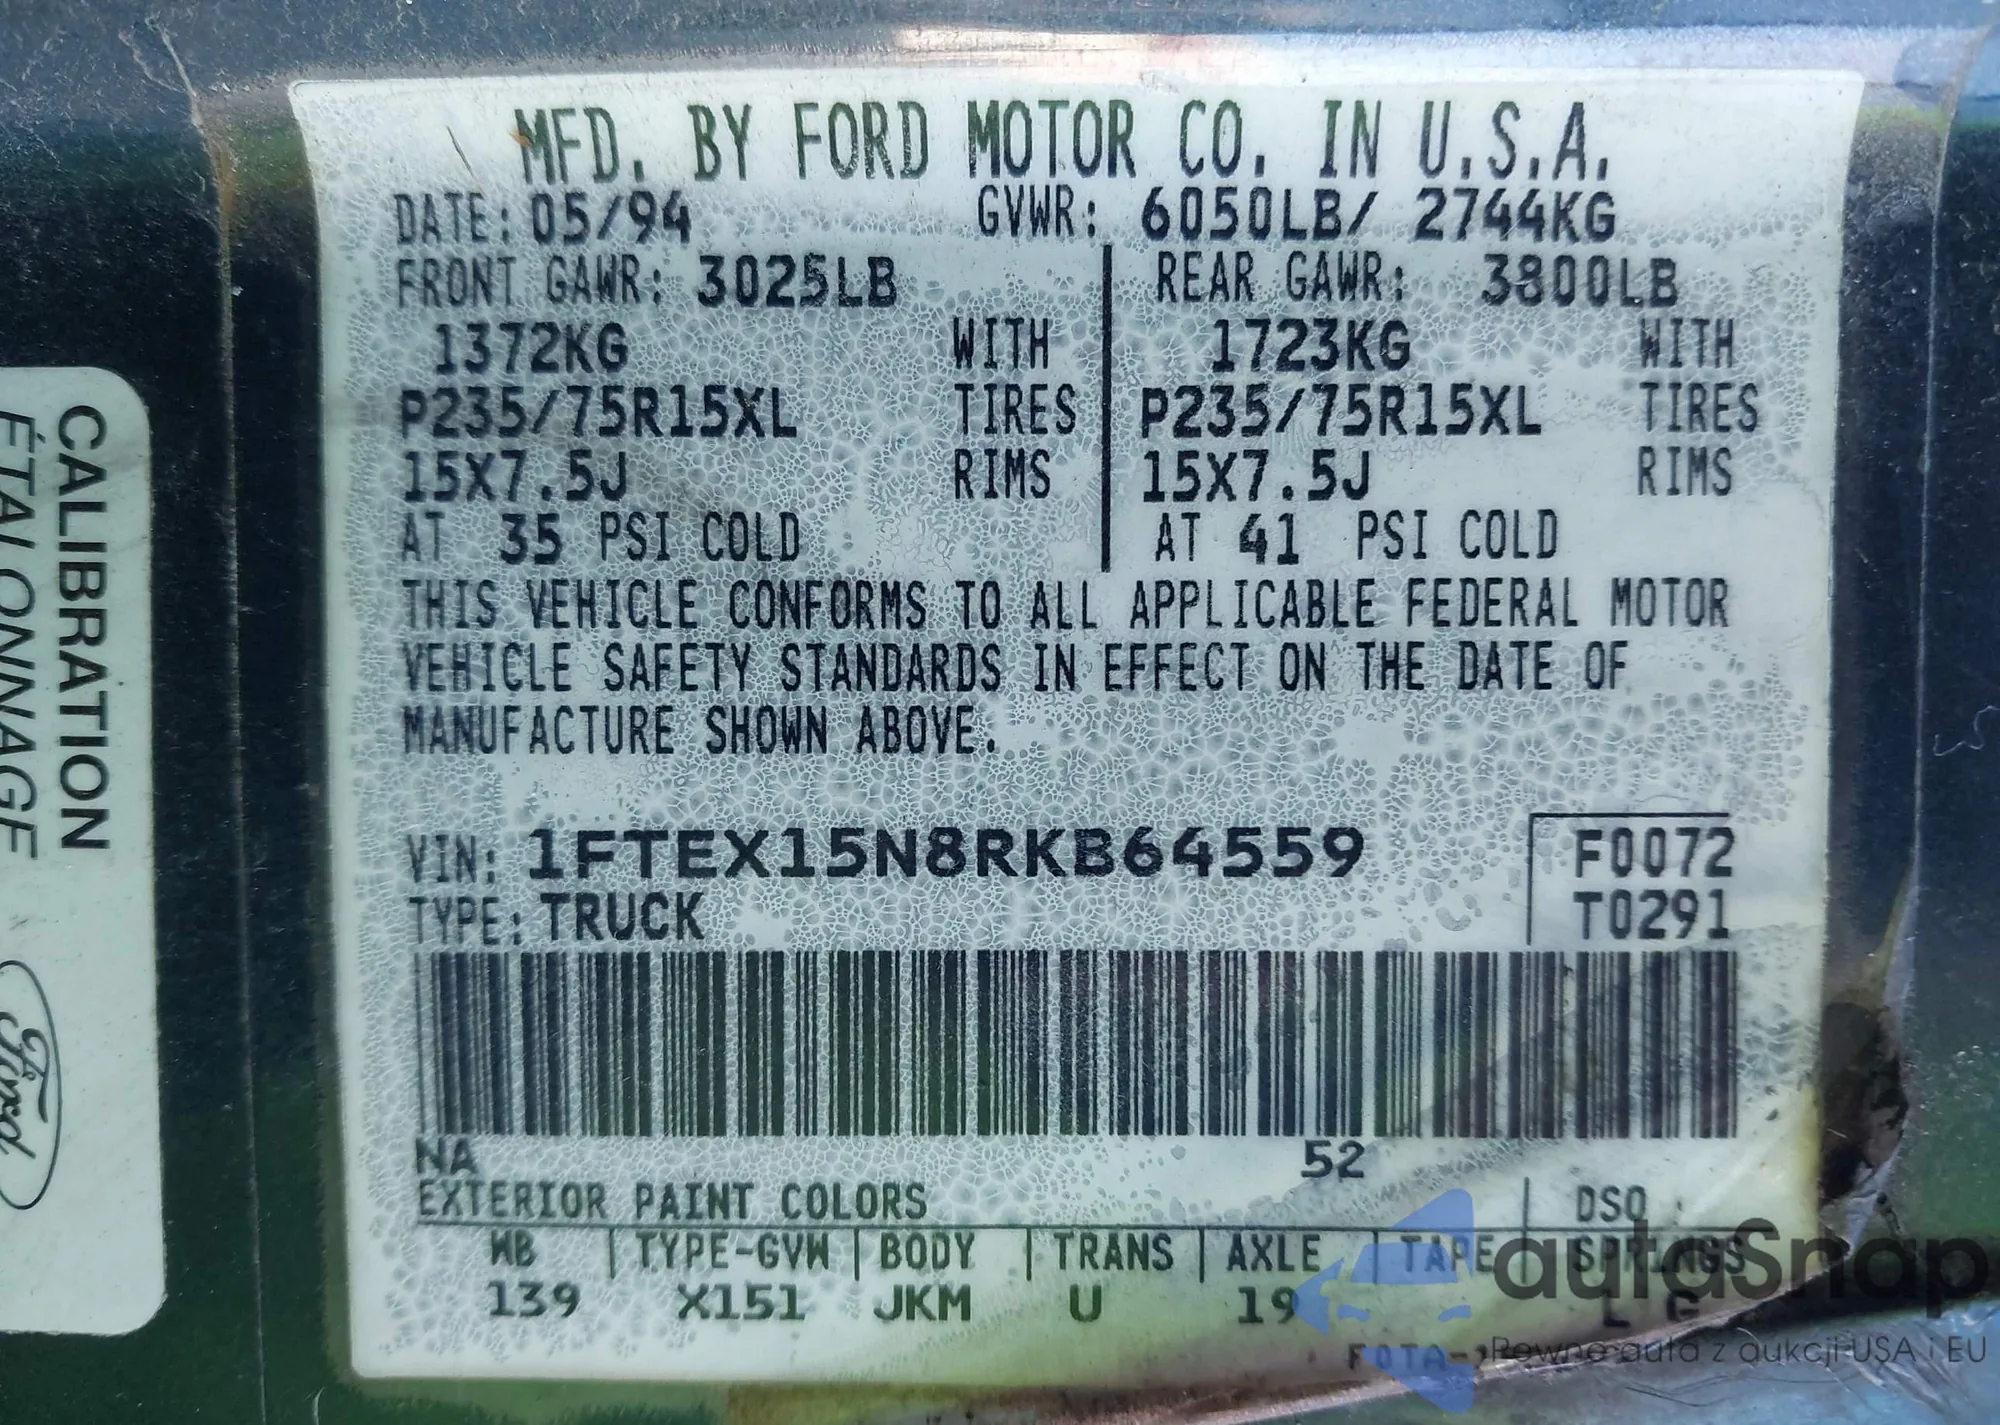 MFD. BY FORD MOTOR CO. IN U.S.A.
DATE: 05/94 GVWR: 6050LB/ 2744KG
FRONT GAWR: 3025LB REAR GAWR: 3800LB
1372KG WITH 1723KG WITH
P235/75R15XL TIRES P235/75R15XL TIRES
15X7.5J RIMS 15X7.5J RIMS
AT 35 PSI COLD AT 41 PSI COLD
THIS VEHICLE CONFORMS TO ALL APPLICABLE FEDERAL MOTOR
VEHICLE SAFETY STANDARDS IN EFFECT ON THE DATE OF
MANUFACTURE SHOWN ABOVE.
VIN: 1FTEX15N8RKB64559 F0072
TYPE: TRUCK T0291
NA 52
EXTERIOR PAINT COLORS DSO
WB TYPE-GVW BODY TRANS AXLE TAPE SPRINGS
139 X151 JKM U 19 L G
F0TA-
CALIBRATION
ÉTALONNAGE
Ford
autaSnap
Pewne auta z aukcji USA i EU